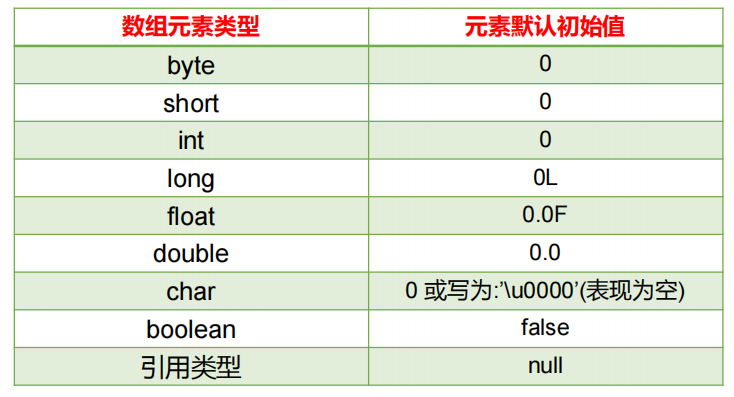 数组元素类型 元素默认初始值
byte 0
short 0
int 0
long 0L
float 0.0F
double 0.0
char 0 或写为:’\u0000’(表现为空)
boolean false
引用类型 null